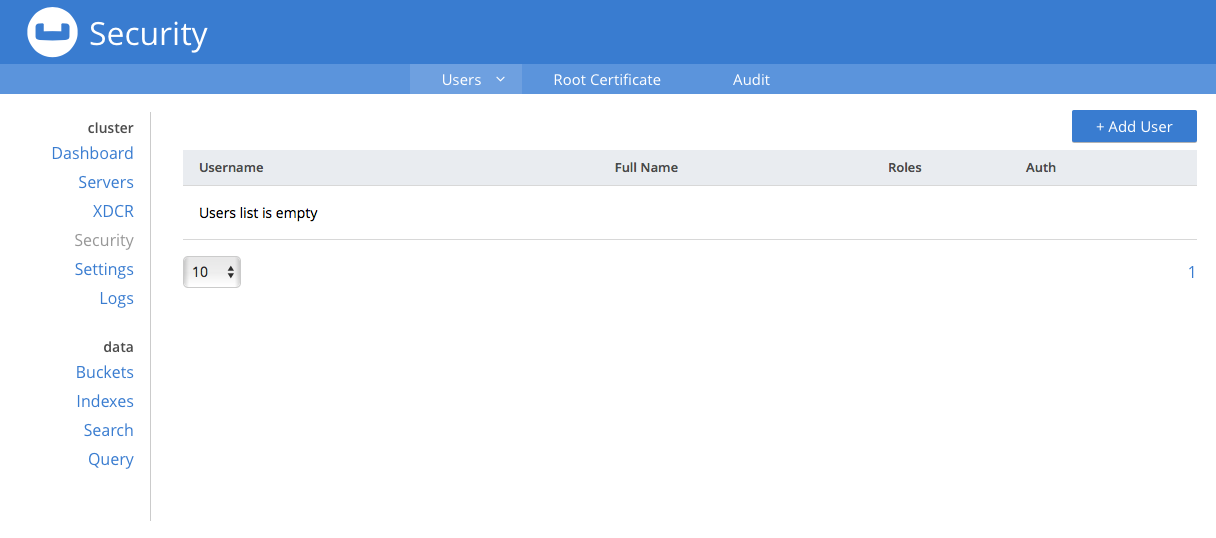 Security
Users
Root Certificate
Audit
cluster
Dashboard
Servers
XDCR
Security
Settings
Logs
data
Buckets
Indexes
Search
Query
+ Add User
Username Full Name Roles Auth
Users list is empty
10
1